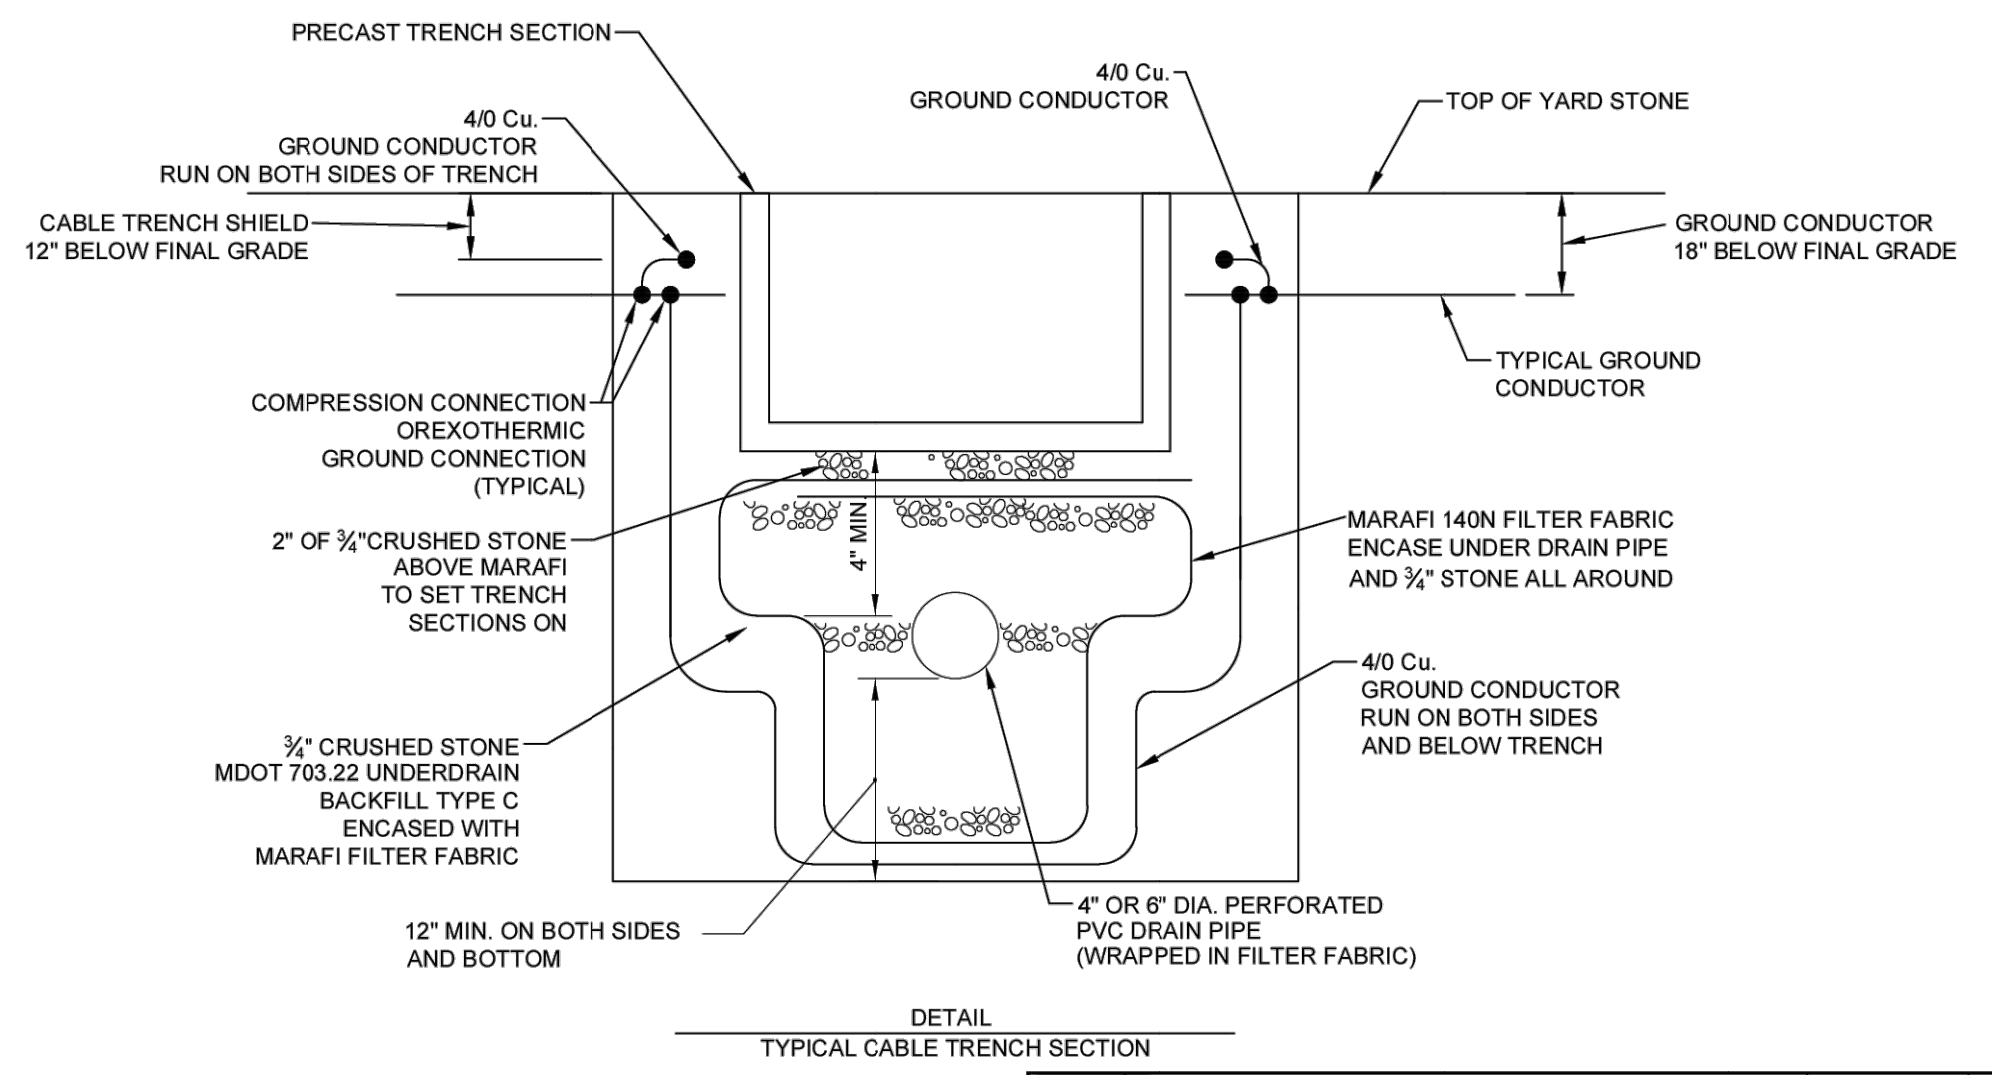 PRECAST TRENCH SECTION
4/0 Cu.
GROUND CONDUCTOR
TOP OF YARD STONE
4/0 Cu.
GROUND CONDUCTOR
RUN ON BOTH SIDES OF TRENCH
CABLE TRENCH SHIELD
12" BELOW FINAL GRADE
GROUND CONDUCTOR
18" BELOW FINAL GRADE
TYPICAL GROUND
CONDUCTOR
COMPRESSION CONNECTION
OREXOTHERMIC
GROUND CONNECTION
(TYPICAL)
4" MIN.
2" OF ¾"CRUSHED STONE
ABOVE MARAFI
TO SET TRENCH
SECTIONS ON
MARAFI 140N FILTER FABRIC
ENCASE UNDER DRAIN PIPE
AND ¾" STONE ALL AROUND
4/0 Cu.
GROUND CONDUCTOR
RUN ON BOTH SIDES
AND BELOW TRENCH
¾" CRUSHED STONE
MDOT 703.22 UNDERDRAIN
BACKFILL TYPE C
ENCASED WITH
MARAFI FILTER FABRIC
12" MIN. ON BOTH SIDES
AND BOTTOM
4" OR 6" DIA. PERFORATED
PVC DRAIN PIPE
(WRAPPED IN FILTER FABRIC)
DETAIL
TYPICAL CABLE TRENCH SECTION